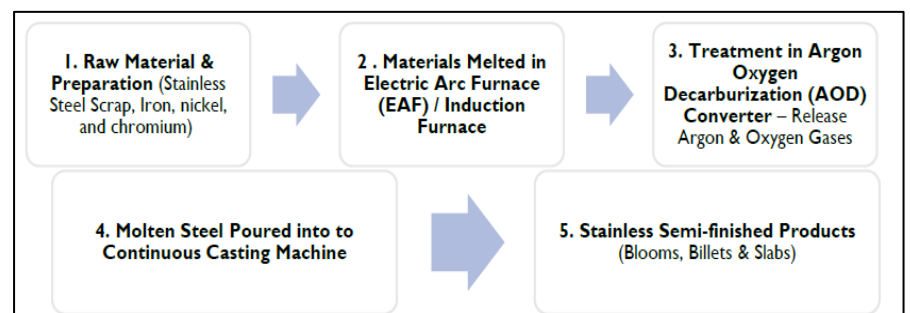 1. Raw Material &
Preparation (Stainless
Steel Scrap, Iron, nickel,
and chromium)
2 . Materials Melted in
Electric Arc Furnace
(EAF) / Induction
Furnace
3. Treatment in Argon
Oxygen
Decarburization (AOD)
Converter – Release
Argon & Oxygen Gases
4. Molten Steel Poured into to
Continuous Casting Machine
5. Stainless Semi-finished Products
(Blooms, Billets & Slabs)